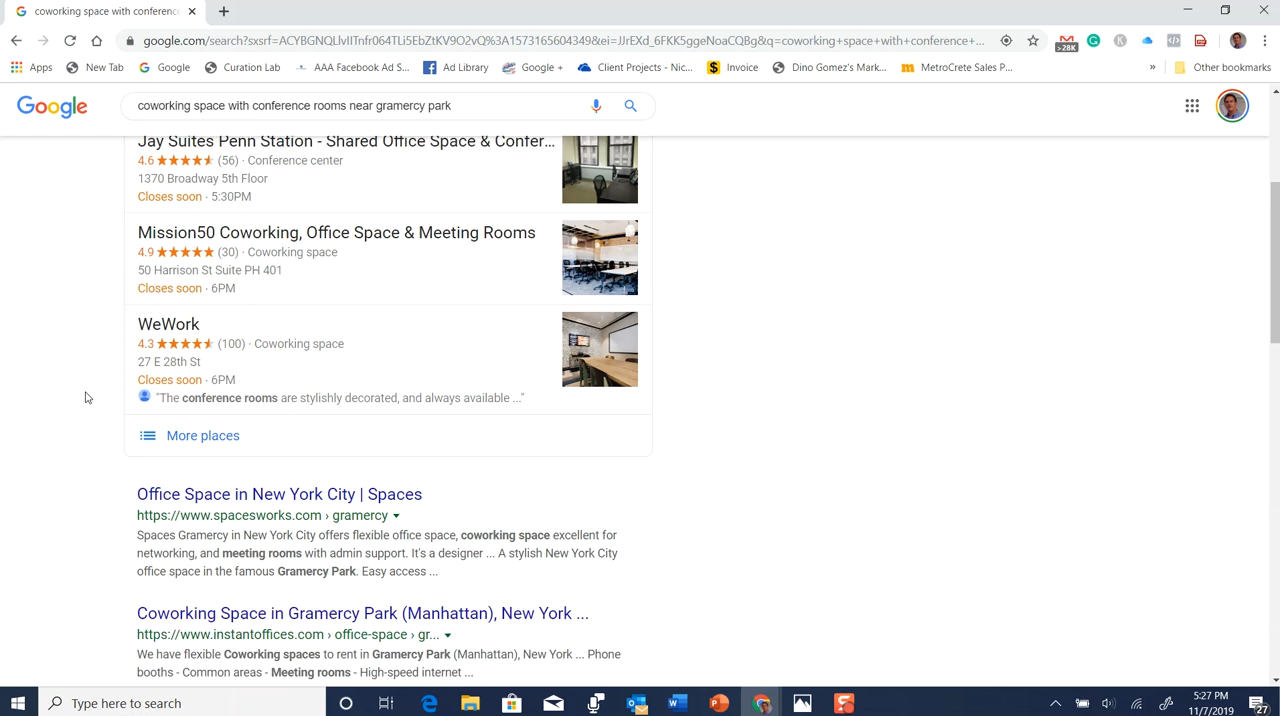 coworking space with conferenc
google.com/search?sxsrf=ACYBGNQLlvIITnfr064TLi5EbZtKV9O2vQ%3A1573165604349&ei=JJrEXd_6FKK5ggeNoaCQBg&q=coworking+space+with+conference+...
>28K
Apps New Tab Google Curation Lab AAA Facebook Ad S... Ad Library Google + Client Projects - Nic... Invoice Dino Gomez's Mark... MetroCrete Sales P... » Other bookmarks
Google coworking space with conference rooms near gramercy park
Jay Suites Penn Station - Shared Office Space & Confer...
4.6 (56) · Conference center
1370 Broadway 5th Floor
Closes soon · 5:30PM
Mission50 Coworking, Office Space & Meeting Rooms
4.9 (30) · Coworking space
50 Harrison St Suite PH 401
Closes soon · 6PM
WeWork
4.3 (100) · Coworking space
27 E 28th St
Closes soon · 6PM
"The conference rooms are stylishly decorated, and always available ..."
More places
Office Space in New York City | Spaces
https://www.spacesworks.com › gramercy
Spaces Gramercy in New York City offers flexible office space, coworking space excellent for
networking, and meeting rooms with admin support. It's a designer ... A stylish New York City
office space in the famous Gramercy Park. Easy access ...
Coworking Space in Gramercy Park (Manhattan), New York ...
https://www.instantoffices.com › office-space › gr...
We have flexible Coworking spaces to rent in Gramercy Park (Manhattan), New York ... Phone
booths - Common areas - Meeting rooms - High-speed internet ...
Type here to search
5:27 PM
11/7/2019
27